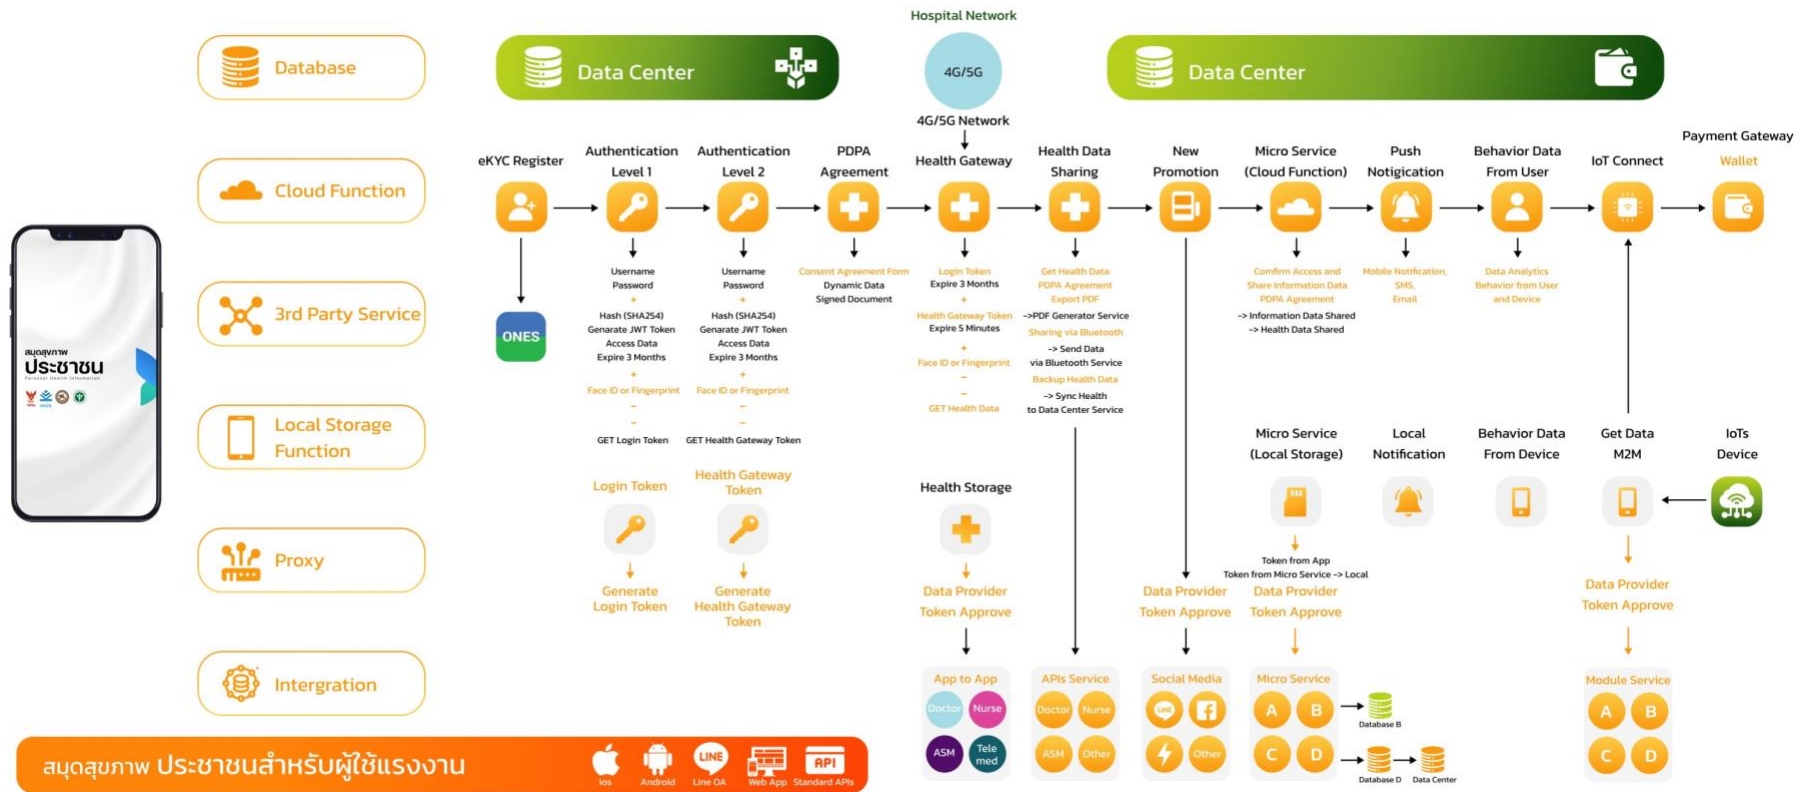 สมุดสุขภาพ
ประชาชน
Personal Health Information
Database
Cloud Function
3rd Party Service
Local Storage
Function
Proxy
Intergration
Data Center
Hospital Network
4G/5G
4G/5G Network
Data Center
eKYC Register
ONES
Authentication
Level 1
Username
Password
+
Hash (SHA254)
Genarate JWT Token
Access Data
Expire 3 Months
+
Face ID or Fingerprint
–
–
GET Login Token
Login Token
Generate
Login Token
Authentication
Level 2
Username
Password
+
Hash (SHA254)
Genarate JWT Token
Access Data
Expire 3 Months
+
Face ID or Fingerprint
–
–
GET Health Gateway Token
Health Gateway
Token
Generate
Health Gateway
Token
PDPA
Agreement
Consent Agreement Form
Dynamic Data
Signed Document
Health Gateway
Login Token
Expire 3 Months
+
Health Gateway Token
Expire 5 Minutes
+
Face ID or Fingerprint
–
–
GET Health Data
Health Storage
Data Provider
Token Approve
App to App
Doctor
Nurse
ASM
Tele
med
Health Data
Sharing
Get Health Data
PDPA Agreement
Export PDF
->PDF Generator Service
Sharing via Bluetooth
-> Send Data
via Bluetooth Service
Backup Health Data
-> Sync Health
to Data Center Service
APIs Service
Doctor
Nurse
ASM
Other
New
Promotion
Data Provider
Token Approve
Social Media
LINE
Other
Micro Service
(Cloud Function)
Comfirm Access and
Share Information Data
PDPA Agreement
-> Information Data Shared
-> Health Data Shared
Micro Service
(Local Storage)
Token from App
Token from Micro Service -> Local
Data Provider
Token Approve
Micro Service
A
B
C
D
Database B
Database D
Data Center
Push
Notigication
Mobile Notification,
SMS,
Email
Local
Notification
Behavior Data
From User
Data Analytics
Behavior from User
and Device
Behavior Data
From Device
IoT Connect
Get Data
M2M
Data Provider
Token Approve
Module Service
A
B
C
D
Payment Gateway
Wallet
IoTs
Device
สมุดสุขภาพ ประชาชนสำหรับผู้ใช้แรงงาน
Ios
Android
LINE
Line OA
Web App
API
Standard APIs